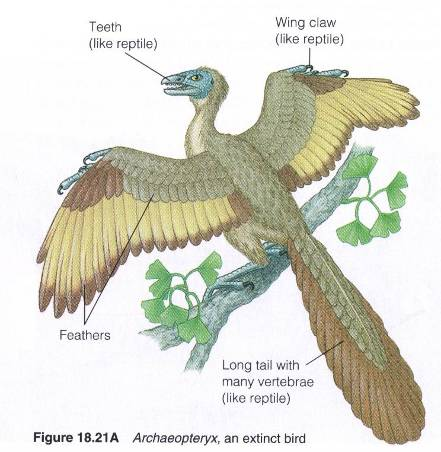 Teeth
(like reptile)
Wing claw
(like reptile)
Feathers
Long tail with
many vertebrae
(like reptile)
Figure 18.21A Archaeopteryx, an extinct bird